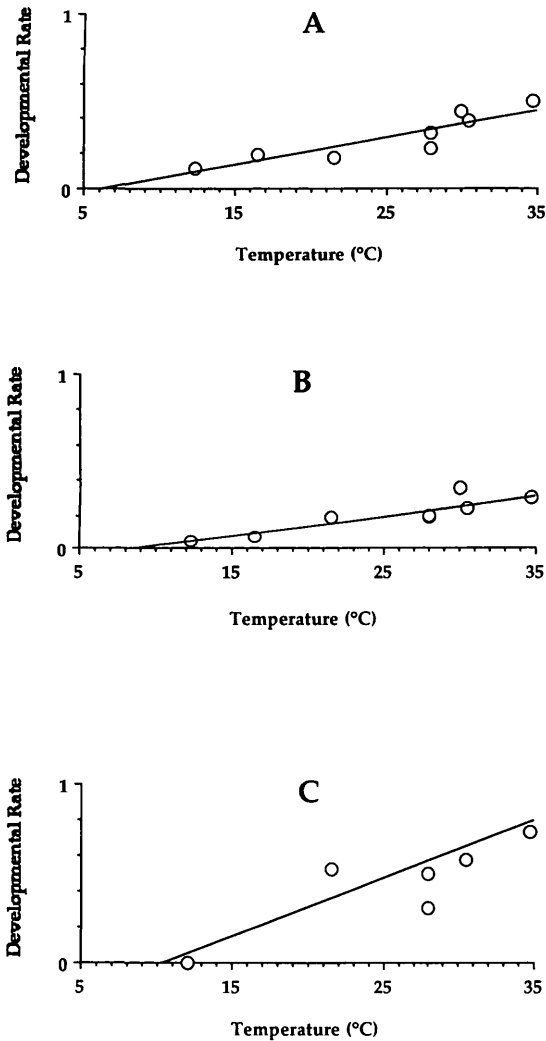 A
Developmental Rate
1
0
5 15 25 35
Temperature (°C)
B
Developmental Rate
1
0
5 15 25 35
Temperature (°C)
C
Developmental Rate
1
0
5 15 25 35
Temperature (°C)